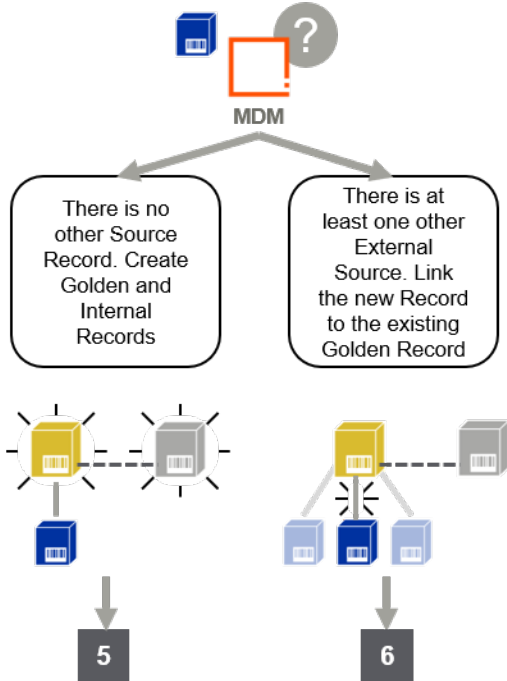 ?
MDM
There is no
other Source
Record. Create
Golden and
Internal
Records
There is at
least one other
External
Source. Link
the new Record
to the existing
Golden Record
5
6